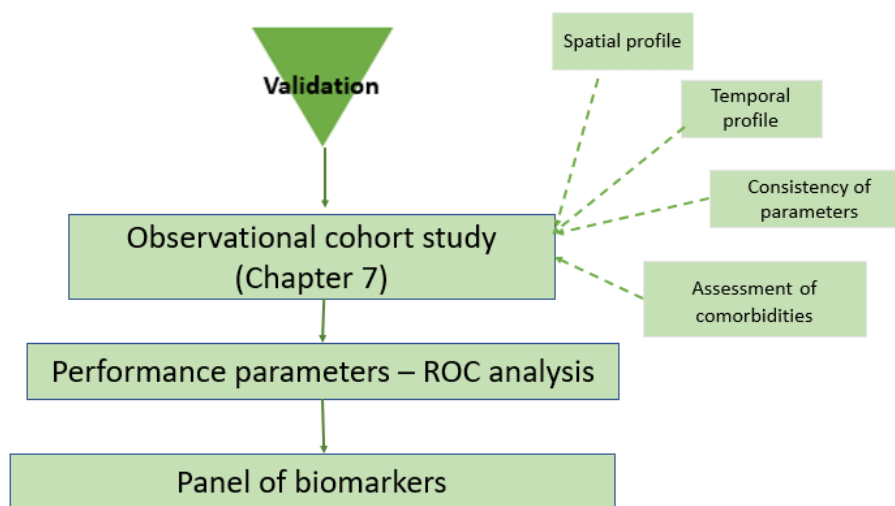 Validation
Spatial profile
Temporal
profile
Consistency of
parameters
Assessment of
comorbidities
Observational cohort study
(Chapter 7)
Performance parameters – ROC analysis
Panel of biomarkers